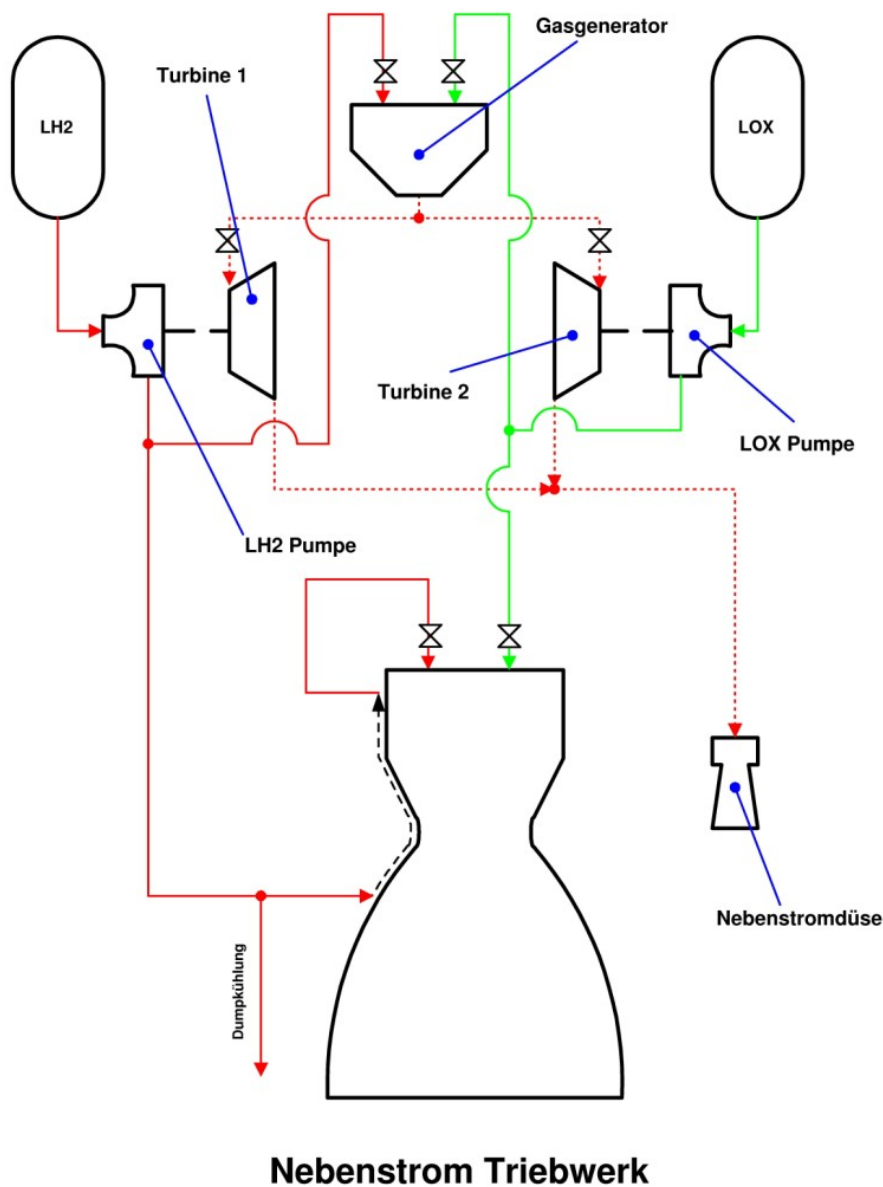 Gasgenerator
Turbine 1
LH2
LOX
Turbine 2
LOX Pumpe
LH2 Pumpe
Nebenstromdüse
Dumpkühlung
Nebenstrom Triebwerk